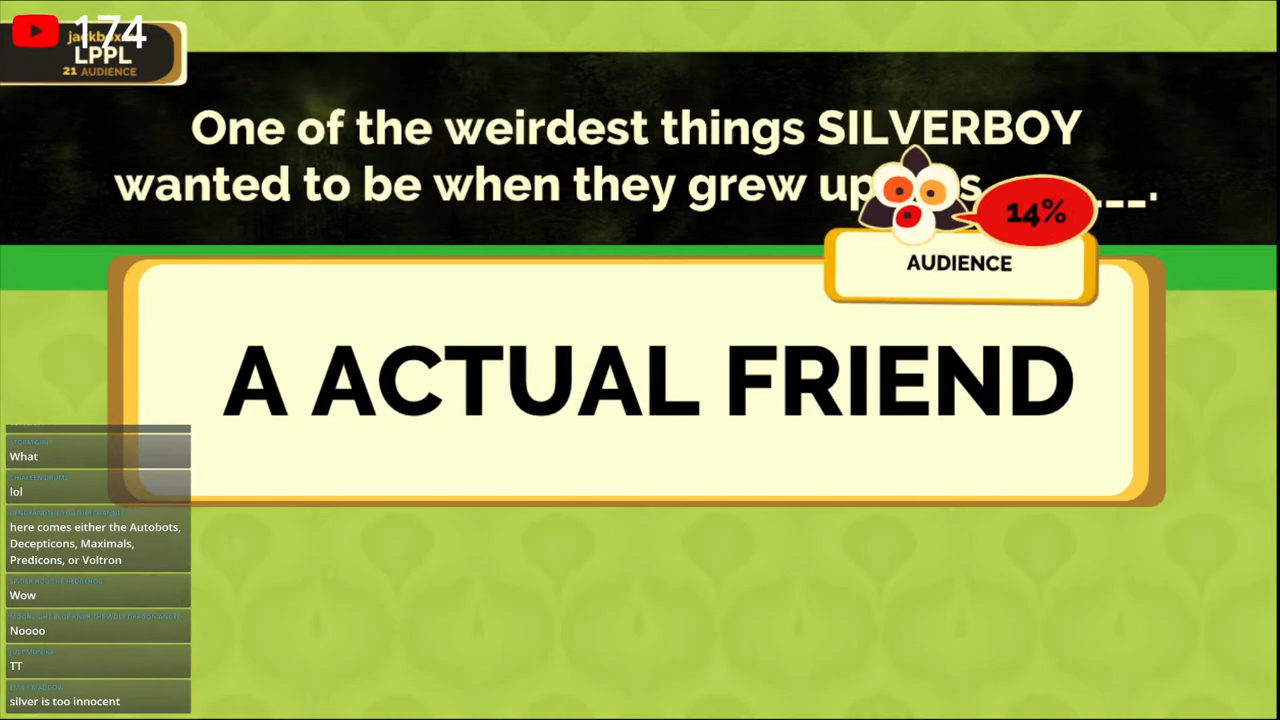 174
jackbox
LPPL
21 AUDIENCE
One of the weirdest things SILVERBOY
wanted to be when they grew up
14%
AUDIENCE
A ACTUAL FRIEND
What
lol
here comes either the Autobots,
Decepticons, Maximals,
Predicons, or Voltron
Wow
Noooo
TT
silver is too innocent